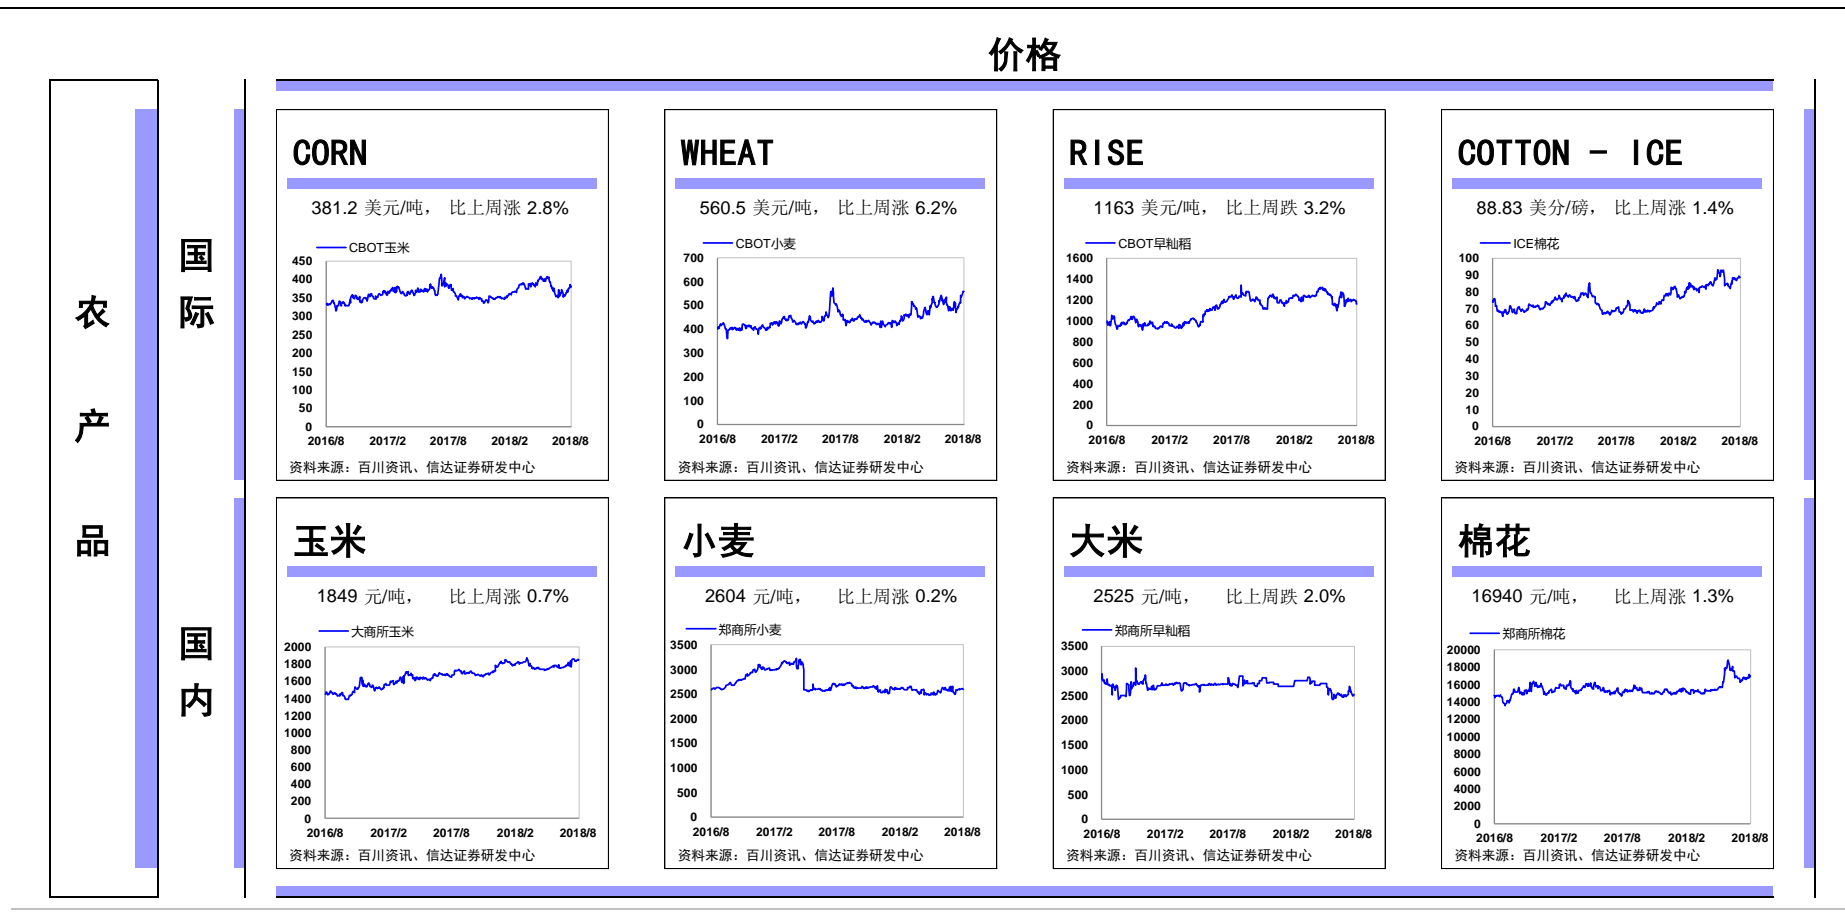 价格
农
产
品
国
际
CORN
381.2 美元/吨， 比上周涨 2.8%
CBOT玉米
450
400
350
300
250
200
150
100
50
0
2016/8 2017/2 2017/8 2018/2 2018/8
资料来源：百川资讯、信达证券研发中心
WHEAT
560.5 美元/吨， 比上周涨 6.2%
CBOT小麦
700
600
500
400
300
200
100
0
2016/8 2017/2 2017/8 2018/2 2018/8
资料来源：百川资讯、信达证券研发中心
RISE
1163 美元/吨， 比上周跌 3.2%
CBOT早籼稻
1600
1400
1200
1000
800
600
400
200
0
2016/8 2017/2 2017/8 2018/2 2018/8
资料来源：百川资讯、信达证券研发中心
COTTON - ICE
88.83 美分/磅， 比上周涨 1.4%
ICE棉花
100
90
80
70
60
50
40
30
20
10
0
2016/8 2017/2 2017/8 2018/2 2018/8
资料来源：百川资讯、信达证券研发中心
国
内
玉米
1849 元/吨， 比上周涨 0.7%
大商所玉米
2000
1800
1600
1400
1200
1000
800
600
400
200
0
2016/8 2017/2 2017/8 2018/2 2018/8
资料来源：百川资讯、信达证券研发中心
小麦
2604 元/吨， 比上周涨 0.2%
郑商所小麦
3500
3000
2500
2000
1500
1000
500
0
2016/8 2017/2 2017/8 2018/2 2018/8
资料来源：百川资讯、信达证券研发中心
大米
2525 元/吨， 比上周跌 2.0%
郑商所早籼稻
3500
3000
2500
2000
1500
1000
500
0
2016/8 2017/2 2017/8 2018/2 2018/8
资料来源：百川资讯、信达证券研发中心
棉花
16940 元/吨， 比上周涨 1.3%
郑商所棉花
20000
18000
16000
14000
12000
10000
8000
6000
4000
2000
0
2016/8 2017/2 2017/8 2018/2 2018/8
资料来源：百川资讯、信达证券研发中心